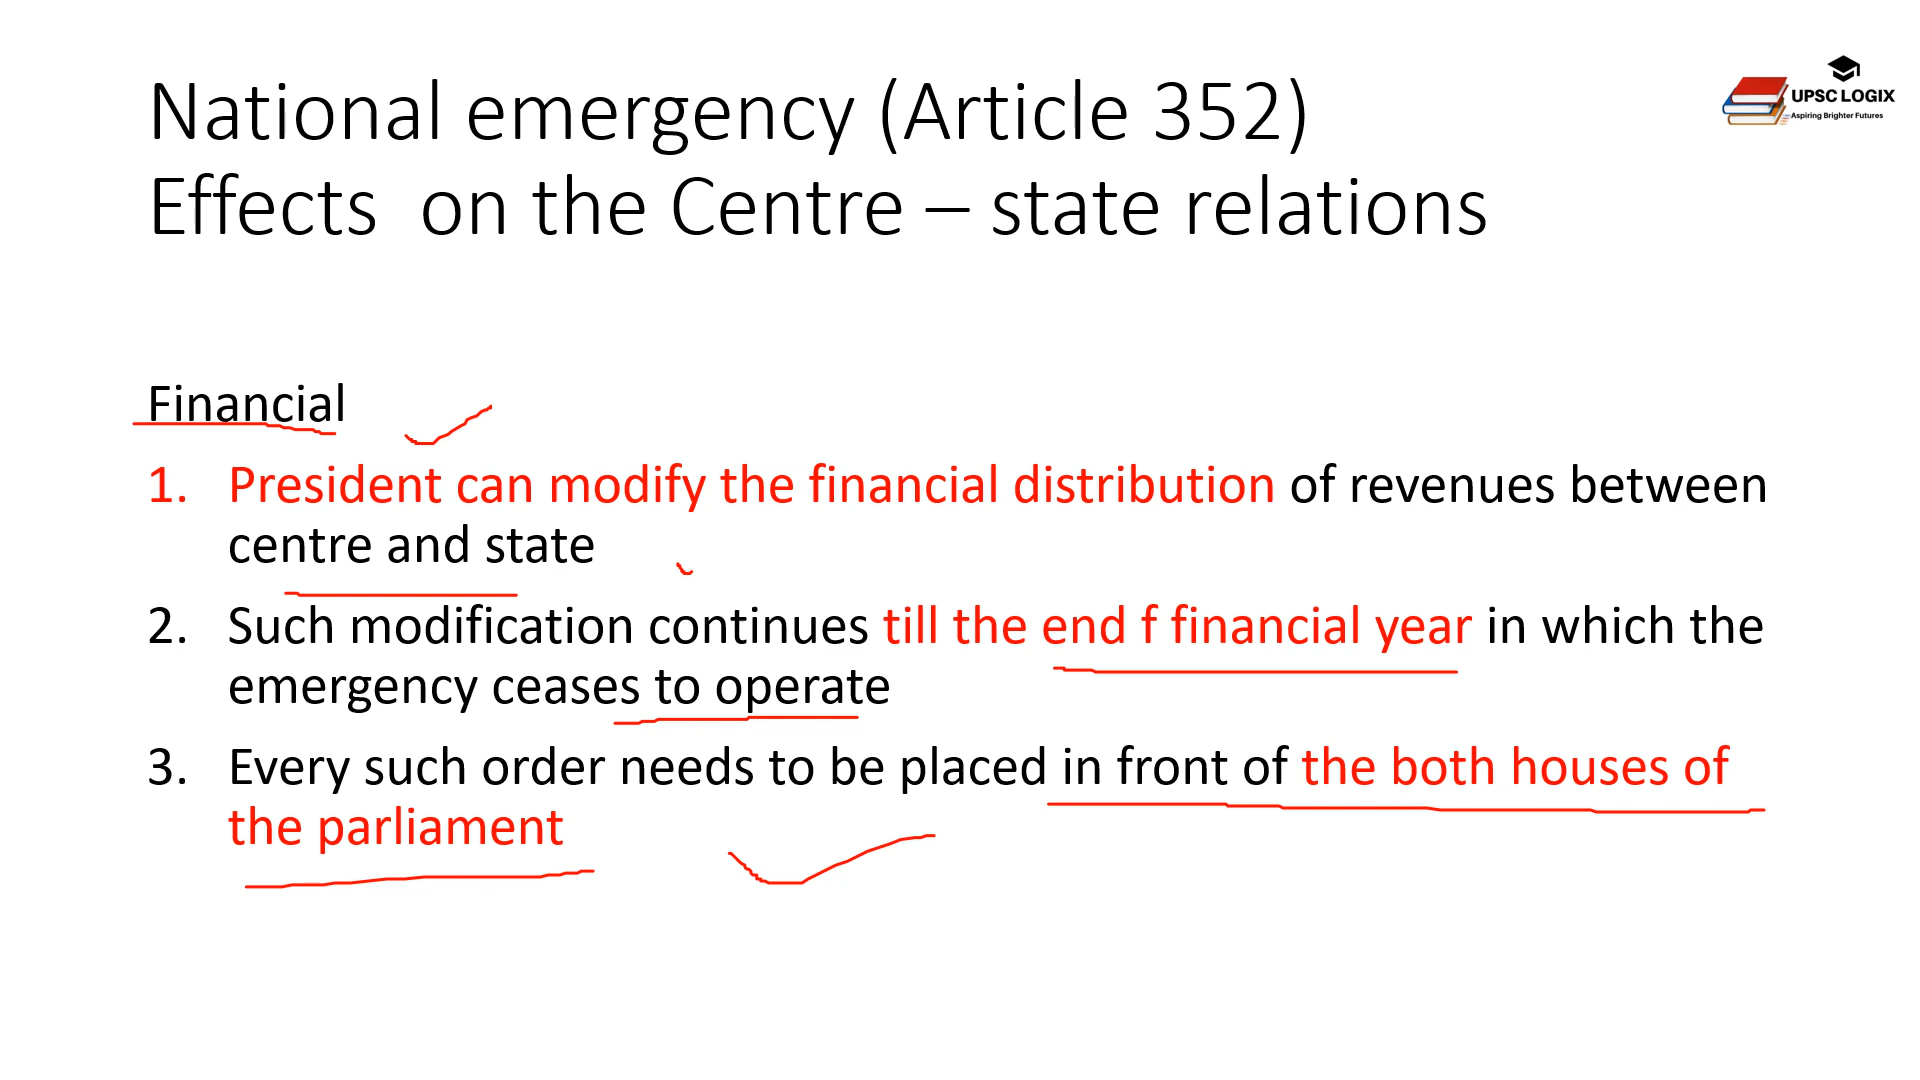 National emergency (Article 352)
Effects on the Centre – state relations
UPSC LOGIX
Aspiring Brighter Futures
Financial
1. President can modify the financial distribution of revenues between
centre and state
2. Such modification continues till the end f financial year in which the
emergency ceases to operate
3. Every such order needs to be placed in front of the both houses of
the parliament